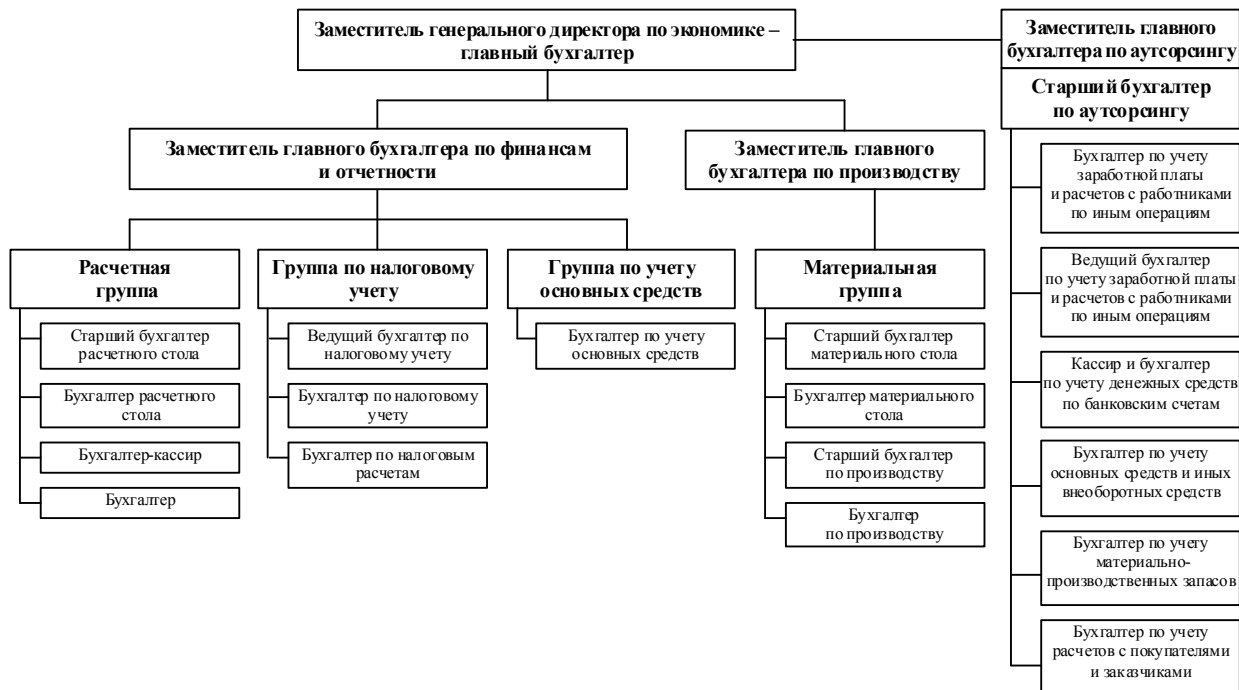 Заместитель генерального директора по экономике –
главный бухгалтер
Заместитель главного
бухгалтера по аутсорсингу
Старший бухгалтер
по аутсорсингу
Заместитель главного бухгалтера по финансам
и отчетности
Заместитель главного
бухгалтера по производству
Расчетная
группа
Старший бухгалтер
расчетного стола
Бухгалтер расчетного
стола
Бухгалтер-кассир
Бухгалтер
Группа по налоговому
учету
Ведущий бухгалтер по
налоговому учету
Бухгалтер по налоговому
учету
Бухгалтер по налоговым
расчетам
Группа по учету
основных средств
Бухгалтер по учету
основных средств
Материальная
группа
Старший бухгалтер
материального стола
Бухгалтер материального
стола
Старший бухгалтер
по производству
Бухгалтер
по производству
Бухгалтер по учету
заработной платы
и расчетов с работниками
по иным операциям
Ведущий бухгалтер
по учету заработной платы
и расчетов с работниками
по иным операциям
Кассир и бухгалтер
по учету денежных средств
по банковским счетам
Бухгалтер по учету
основных средств и иных
внеоборотных средств
Бухгалтер по учету
материально-
производственных запасов
Бухгалтер по учету
расчетов с покупателями
и заказчиками